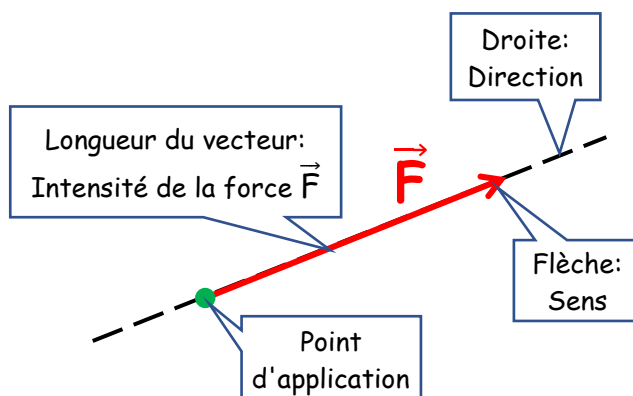 Droite:
Direction
Longueur du vecteur:
Intensité de la force F⃗
F⃗
Flèche:
Sens
Point
d'application